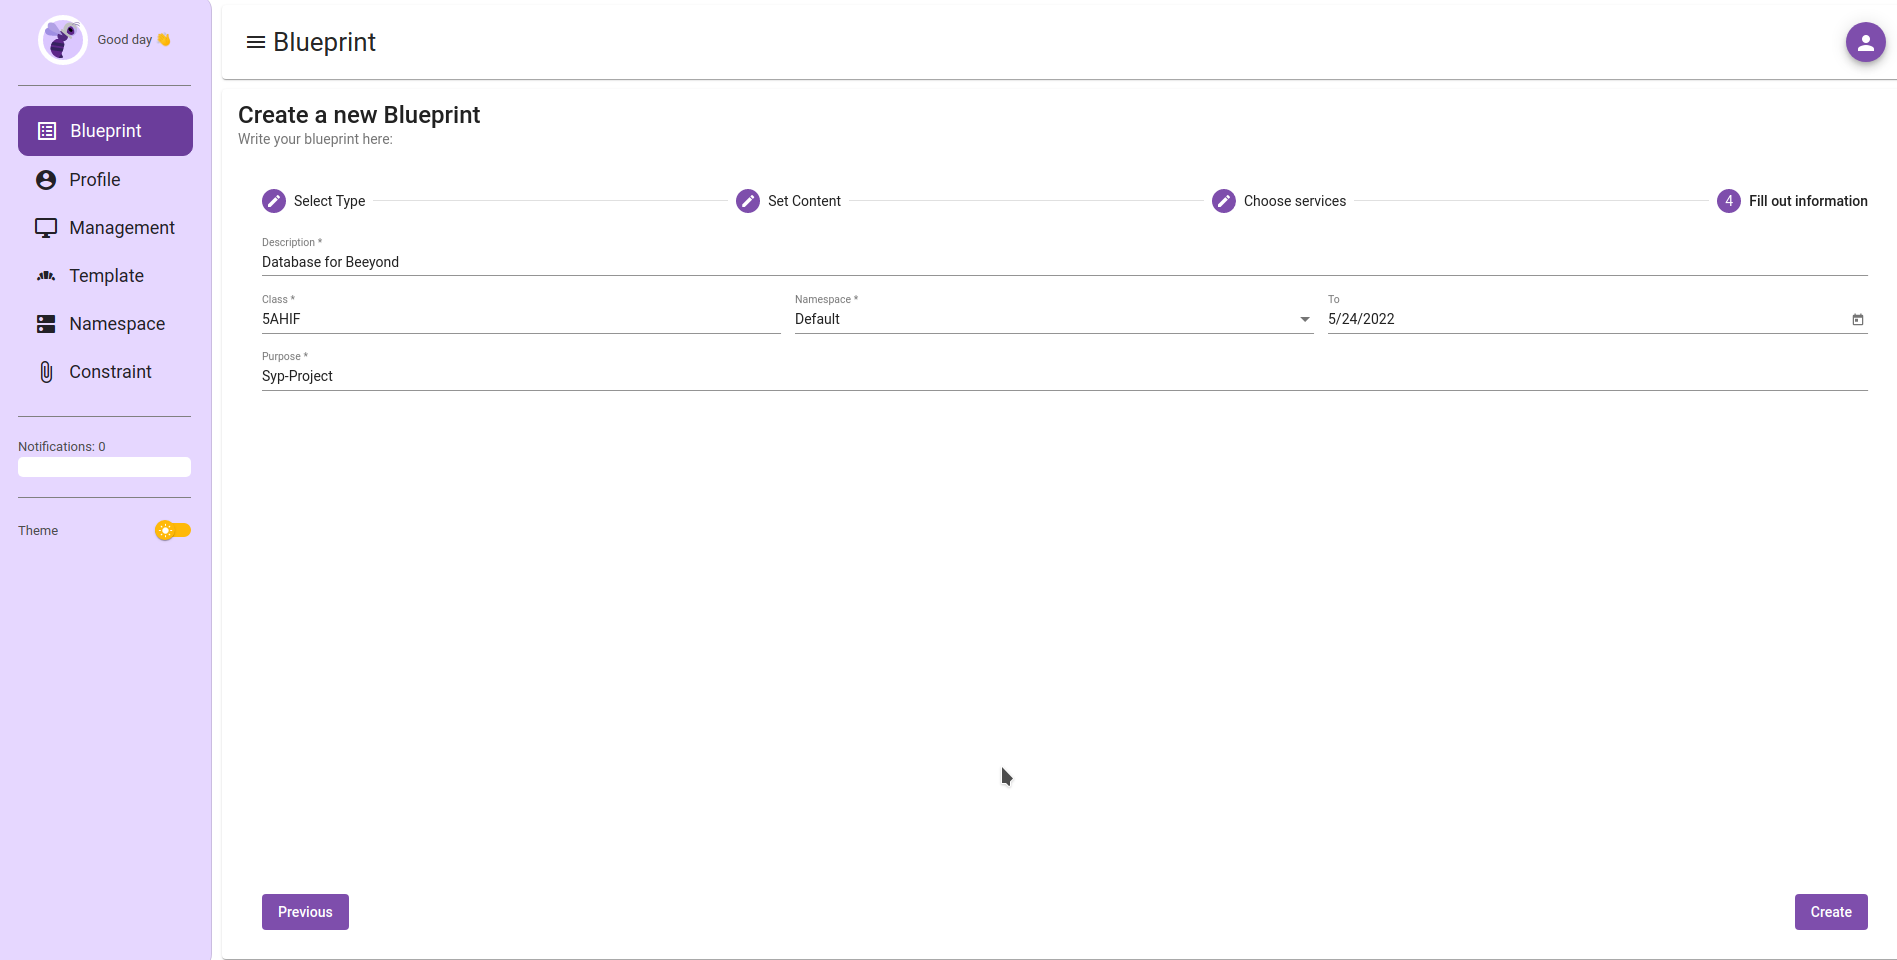 Good day 👋
Blueprint
Profile
Management
Template
Namespace
Constraint
Notifications: 0
Theme
Blueprint
Create a new Blueprint
Write your blueprint here:
Select Type
Set Content
Choose services
4 Fill out information
Description *
Database for Beeyond
Class *
5AHIF
Namespace *
Default
To
5/24/2022
Purpose *
Syp-Project
Previous
Create